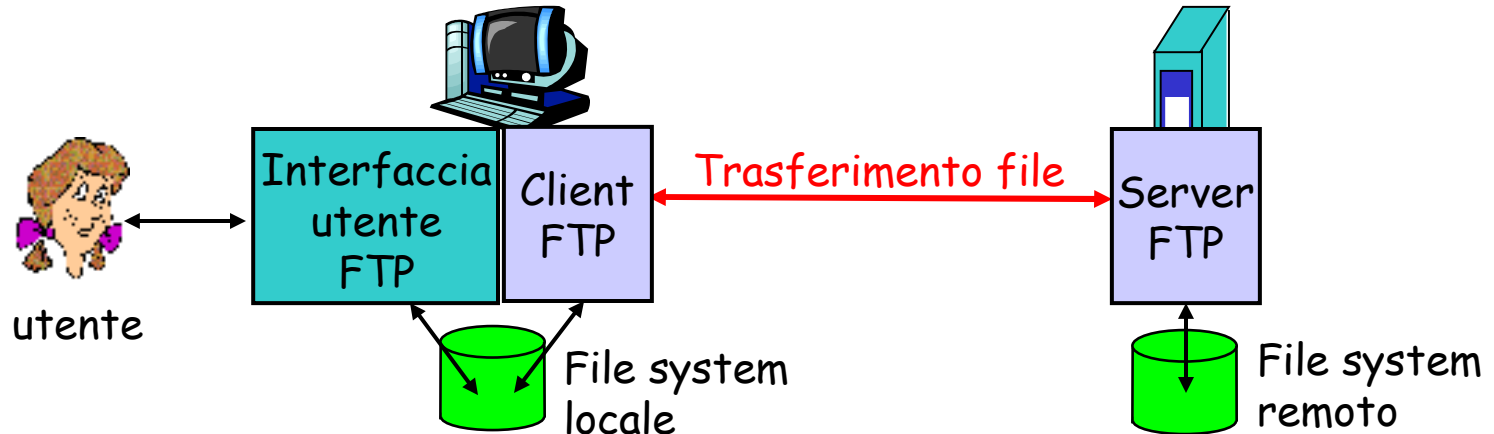 utente
Interfaccia
utente
FTP
Client
FTP
Trasferimento file
Server
FTP
File system
locale
File system
remoto